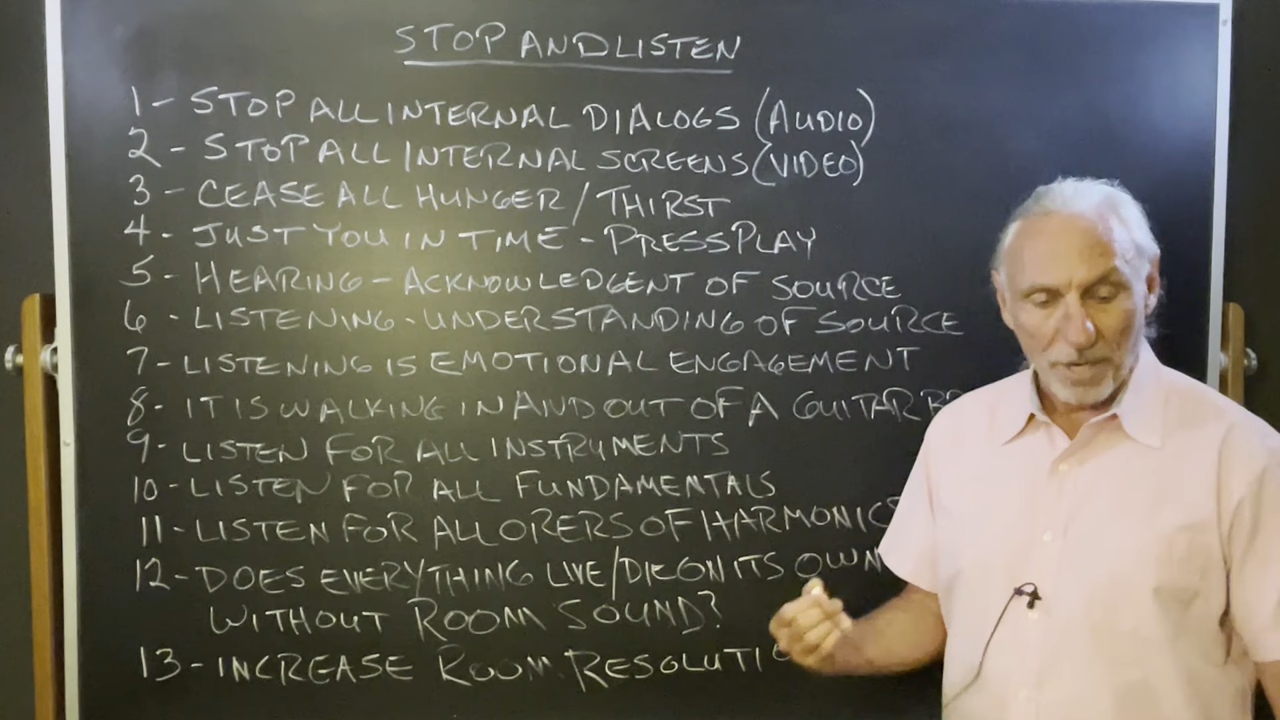 STOP AND LISTEN
1- STOP ALL INTERNAL DIALOGS (AUDIO)
2- STOP ALL INTERNAL SCREENS (VIDEO)
3- CEASE ALL HUNGER/THIRST
4- JUST YOU IN TIME - PRESS PLAY
5- HEARING - ACKNOWLEDGENT OF SOURCE
6- LISTENING - UNDERSTANDING OF SOURCE
7- LISTENING IS EMOTIONAL ENGAGEMENT
8- IT IS WALKING IN AND OUT OF A GUITAR
9- LISTEN FOR ALL INSTRUMENTS
10- LISTEN FOR ALL FUNDAMENTALS
11- LISTEN FOR ALL ORERS OF HARMONICS
12- DOES EVERYTHING LIVE/DIE ON ITS OWN
WITHOUT ROOM SOUND?
13- INCREASE ROOM